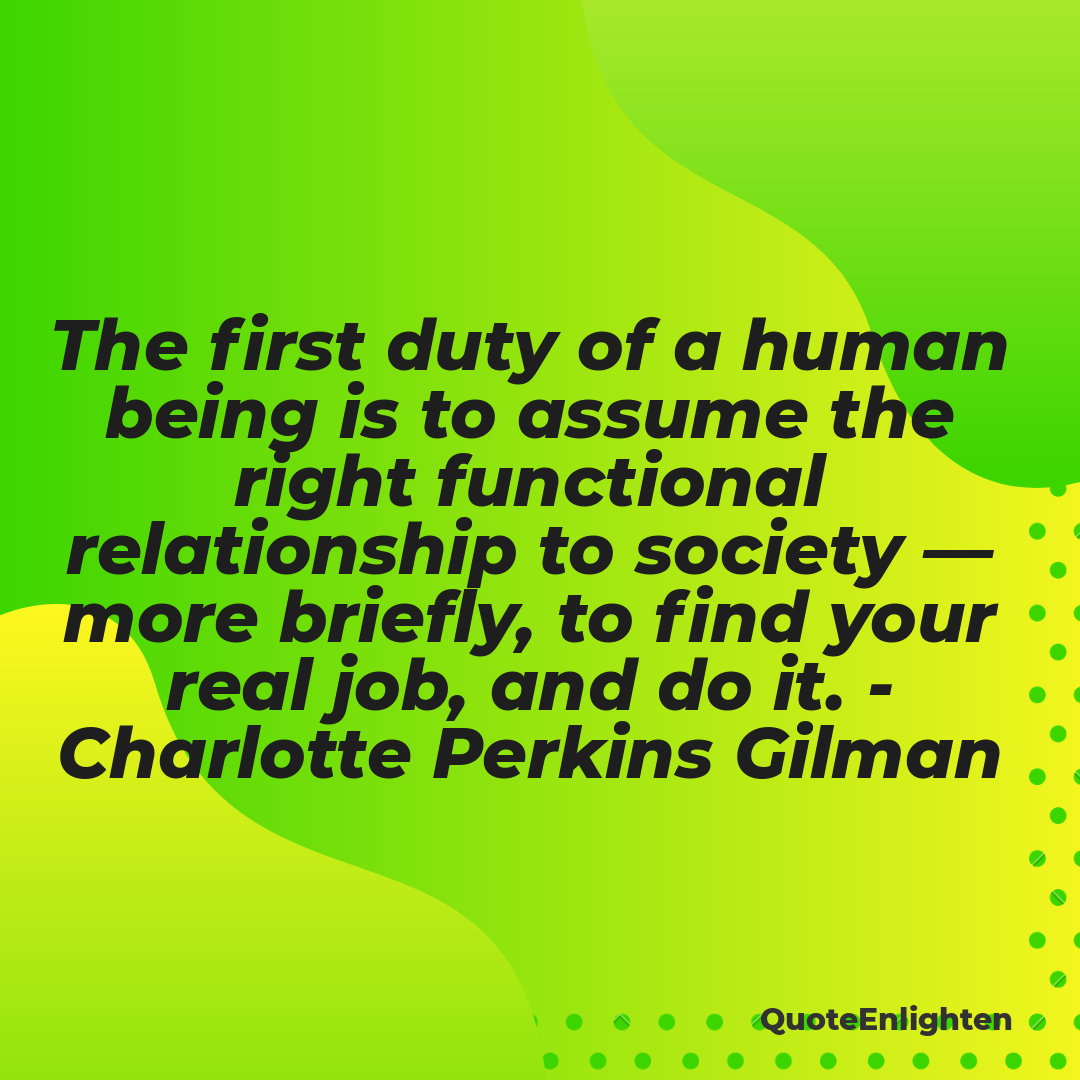 The first duty of a human
being is to assume the
right functional
relationship to society —
more briefly, to find your
real job, and do it. -
Charlotte Perkins Gilman
QuoteEnlighten